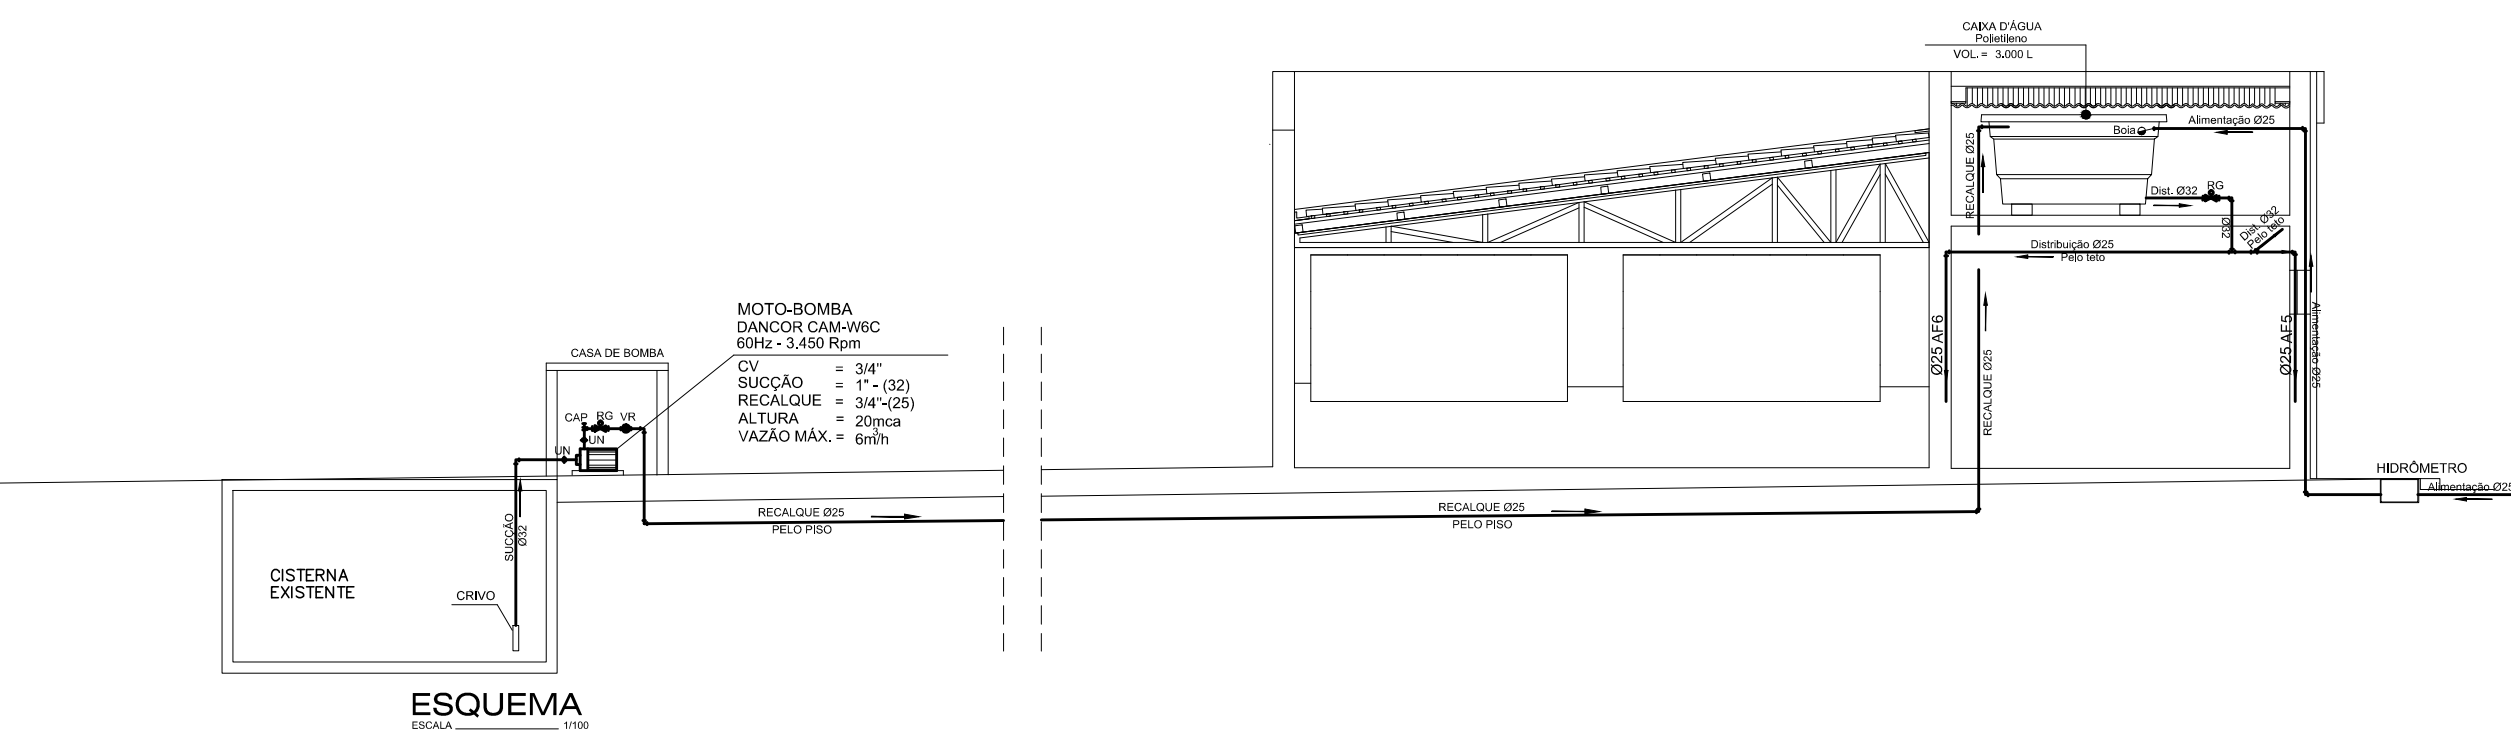 CAIXA D'ÁGUA
Polietileno
VOL. = 3.000 L
Boia
Alimentação Ø25
RECALQUE Ø25
Dist. Ø32
RG
Ø32
Dist. Ø32
Pelo teto
Distribuição Ø25
Pelo teto
Ø25 AF6
Ø25 AF5
Alimentação Ø25
RECALQUE Ø25
HIDRÔMETRO
Alimentação Ø25
MOTO-BOMBA
DANCOR CAM-W6C
60Hz - 3.450 Rpm
CV = 3/4"
SUCÇÃO = 1" - (32)
RECALQUE = 3/4"-(25)
ALTURA = 20mca
VAZÃO MÁX. = 6m³/h
CASA DE BOMBA
CAP RG VR
UN
UN
SUCÇÃO
Ø32
RECALQUE Ø25
PELO PISO
RECALQUE Ø25
PELO PISO
CISTERNA
EXISTENTE
CRIVO
ESQUEMA
ESCALA 1/100